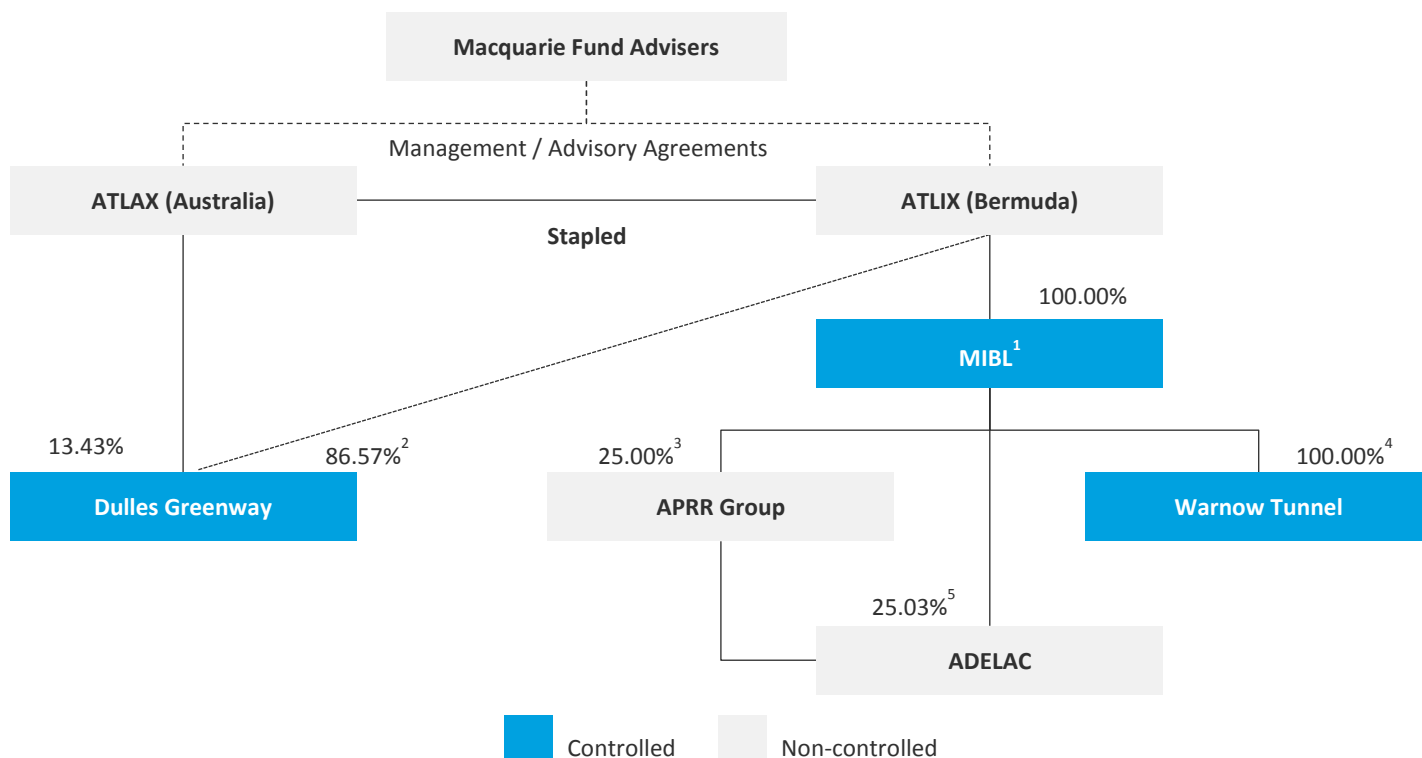 Macquarie Fund Advisers
Management / Advisory Agreements
ATLAX (Australia)
ATLIX (Bermuda)
Stapled
100.00%
MIBL1
13.43%
86.57%2
25.00%3
100.00%4
Dulles Greenway
APRR Group
Warnow Tunnel
25.03%5
ADELAC
Controlled
Non-controlled